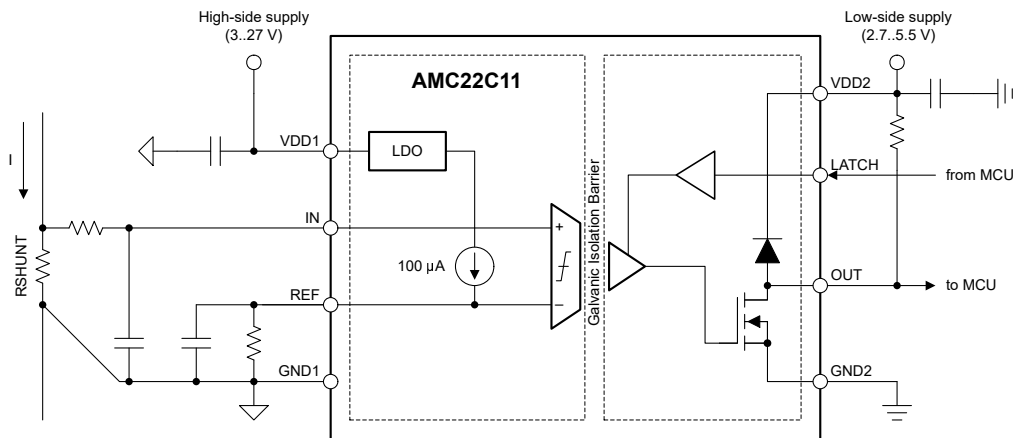 High-side supply
(3..27 V)
Low-side supply
(2.7..5.5 V)
AMC22C11
VDD2
VDD1
LDO
I
LATCH
from MCU
IN
+
Galvanic Isolation Barrier
RSHUNT
100 μA
OUT
to MCU
REF
−
GND1
GND2